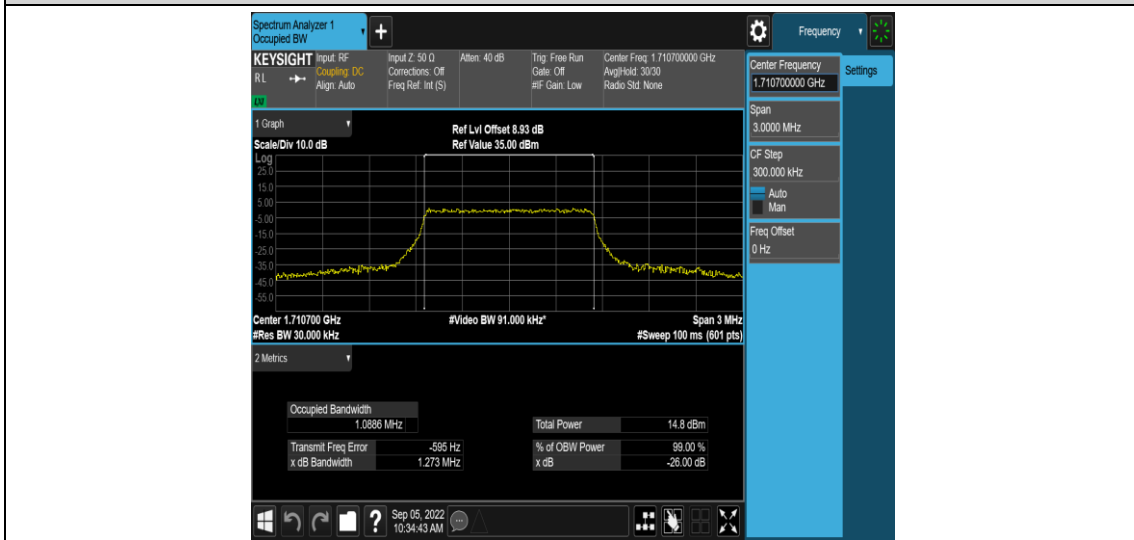 Spectrum Analyzer 1
Occupied BW
+
Frequency
KEYSIGHT
RL
LXI
Input: RF
Coupling: DC
Align: Auto
Input Z: 50 Ω
Corrections: Off
Freq Ref: Int (S)
Atten: 40 dB
Trig: Free Run
Gate: Off
#IF Gain: Low
Center Freq: 1.710700000 GHz
Avg|Hold: 30/30
Radio Std: None
Center Frequency
1.710700000 GHz
Settings
Span
3.0000 MHz
CF Step
300.000 kHz
Auto
Man
Freq Offset
0 Hz
1 Graph
Scale/Div 10.0 dB
Ref Lvl Offset 8.93 dB
Ref Value 35.00 dBm
Log
25.0
15.0
5.00
-5.00
-15.0
-25.0
-35.0
-45.0
-55.0
Center 1.710700 GHz
#Video BW 91.000 kHz*
Span 3 MHz
#Res BW 30.000 kHz
#Sweep 100 ms (601 pts)
2 Metrics
Occupied Bandwidth
1.0886 MHz
Total Power 14.8 dBm
Transmit Freq Error -595 Hz
% of OBW Power 99.00 %
x dB Bandwidth 1.273 MHz
x dB -26.00 dB
?
Sep 05, 2022
10:34:43 AM